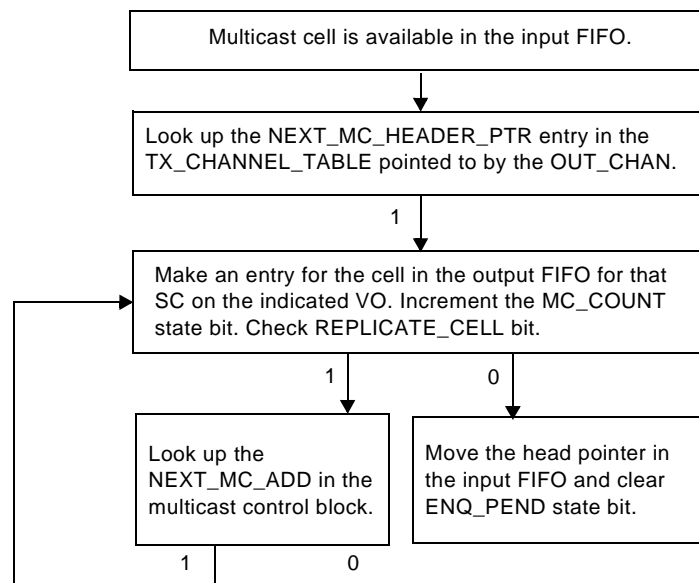 Multicast cell is available in the input FIFO.
Look up the NEXT_MC_HEADER_PTR entry in the
TX_CHANNEL_TABLE pointed to by the OUT_CHAN.
1
Make an entry for the cell in the output FIFO for that
SC on the indicated VO. Increment the MC_COUNT
state bit. Check REPLICATE_CELL bit.
1
0
Look up the
NEXT_MC_ADD in the
multicast control block.
Move the head pointer in
the input FIFO and clear
ENQ_PEND state bit.
1
0